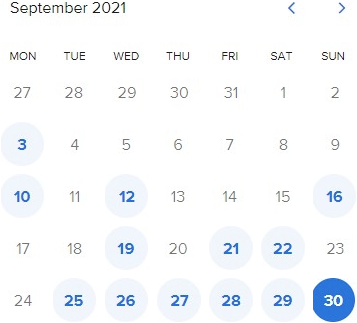 September 2021
MON TUE WED THU FRI SAT SUN
27 28 29 30 31 1 2
3 4 5 6 7 8 9
10 11 12 13 14 15 16
17 18 19 20 21 22 23
24 25 26 27 28 29 30